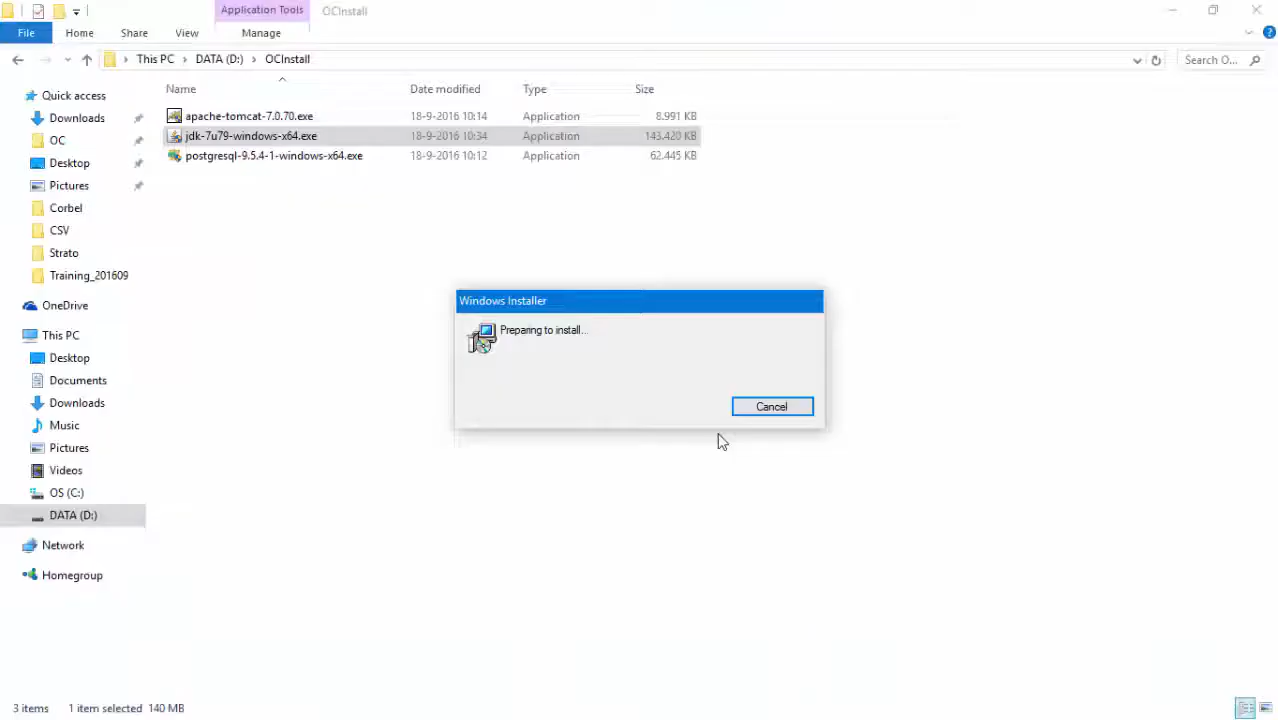 Application Tools
OCInstall
File
Home
Share
View
Manage
This PC
DATA (D:)
OCInstall
Search O...
Name
Date modified
Type
Size
apache-tomcat-7.0.70.exe
18-9-2016 10:14
Application
8.991 KB
jdk-7u79-windows-x64.exe
18-9-2016 10:34
Application
143.420 KB
postgresql-9.5.4-1-windows-x64.exe
18-9-2016 10:12
Application
62.445 KB
Quick access
Downloads
OC
Desktop
Pictures
Corbel
CSV
Strato
Training_201609
OneDrive
This PC
Desktop
Documents
Downloads
Music
Pictures
Videos
OS (C:)
DATA (D:)
Network
Homegroup
Windows Installer
Preparing to install...
Cancel
3 items
1 item selected 140 MB